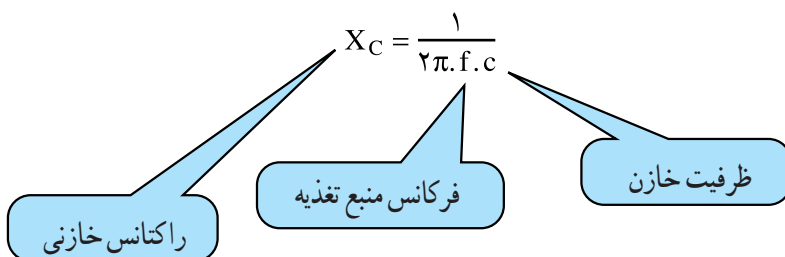 X_C = ۱ / ۲π.f.c
ظرفیت خازن
فرکانس منبع تغذیه
راکتانس خازنی